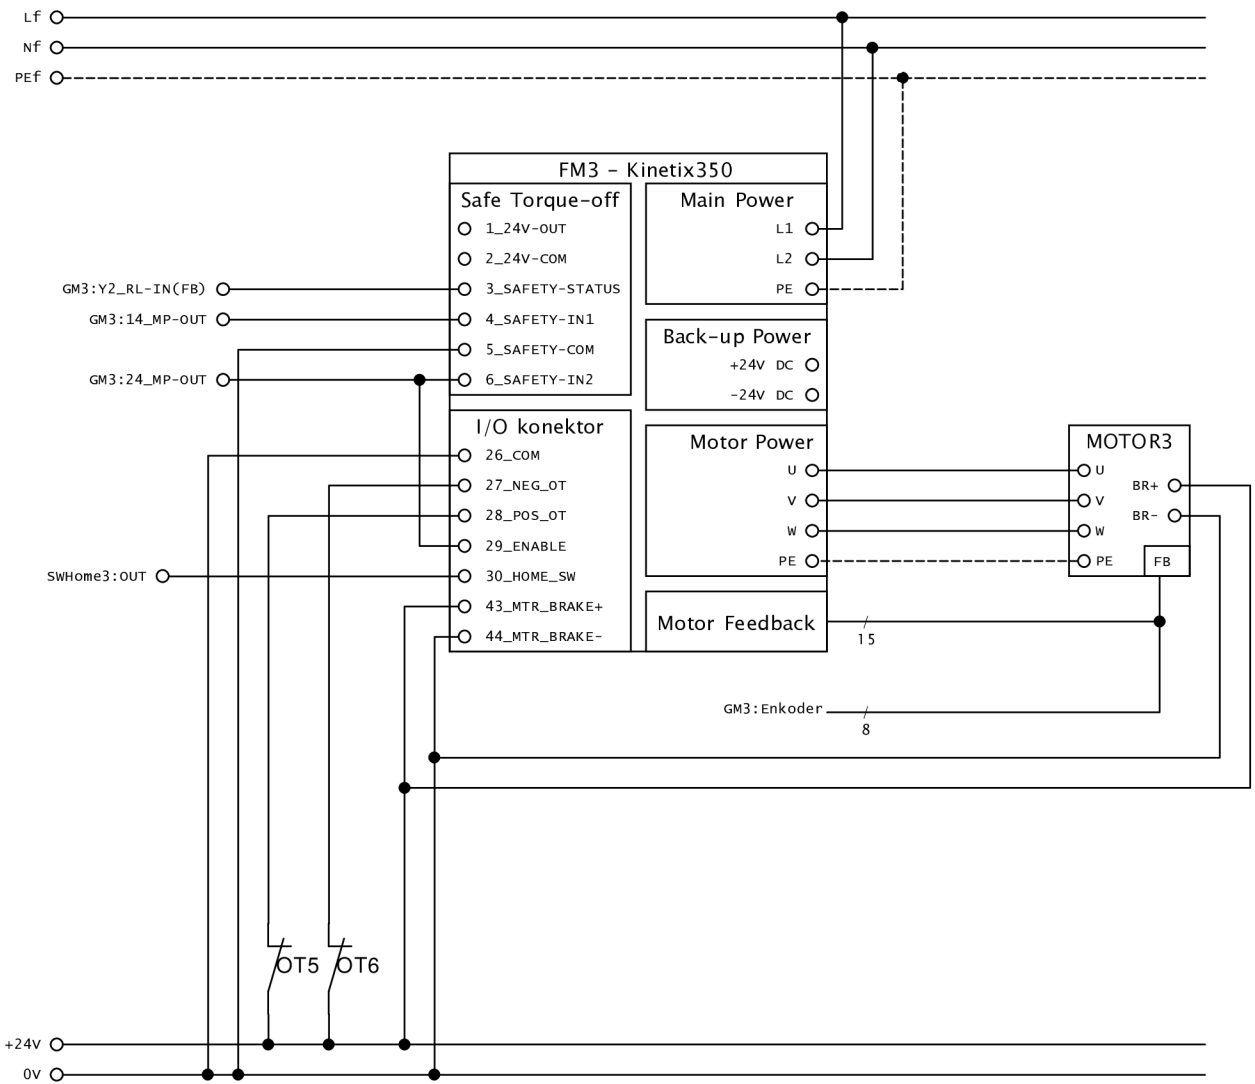 Lf
Nf
PEf
FM3 - Kinetix350
Safe Torque-off
1_24V-OUT
2_24V-COM
GM3:Y2_RL-IN(FB)
3_SAFETY-STATUS
GM3:14_MP-OUT
4_SAFETY-IN1
5_SAFETY-COM
GM3:24_MP-OUT
6_SAFETY-IN2
Main Power
L1
L2
PE
Back-up Power
+24V DC
-24V DC
I/O konektor
26_COM
27_NEG_OT
28_POS_OT
29_ENABLE
SWHome3:OUT
30_HOME_SW
43_MTR_BRAKE+
44_MTR_BRAKE-
Motor Power
U
V
W
PE
Motor Feedback
15
MOTOR3
U
V
W
PE
BR+
BR-
FB
GM3:Enkoder
8
OT5
OT6
+24V
0V